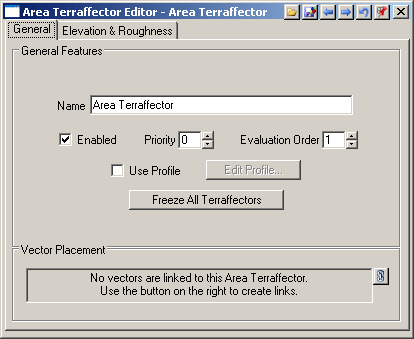 Area Terraffector Editor - Area Terraffector
General Elevation & Roughness
General Features
Name Area Terraffector
Enabled Priority 0 Evaluation Order 1
Use Profile Edit Profile...
Freeze All Terraffectors
Vector Placement
No vectors are linked to this Area Terraffector.
Use the button on the right to create links.